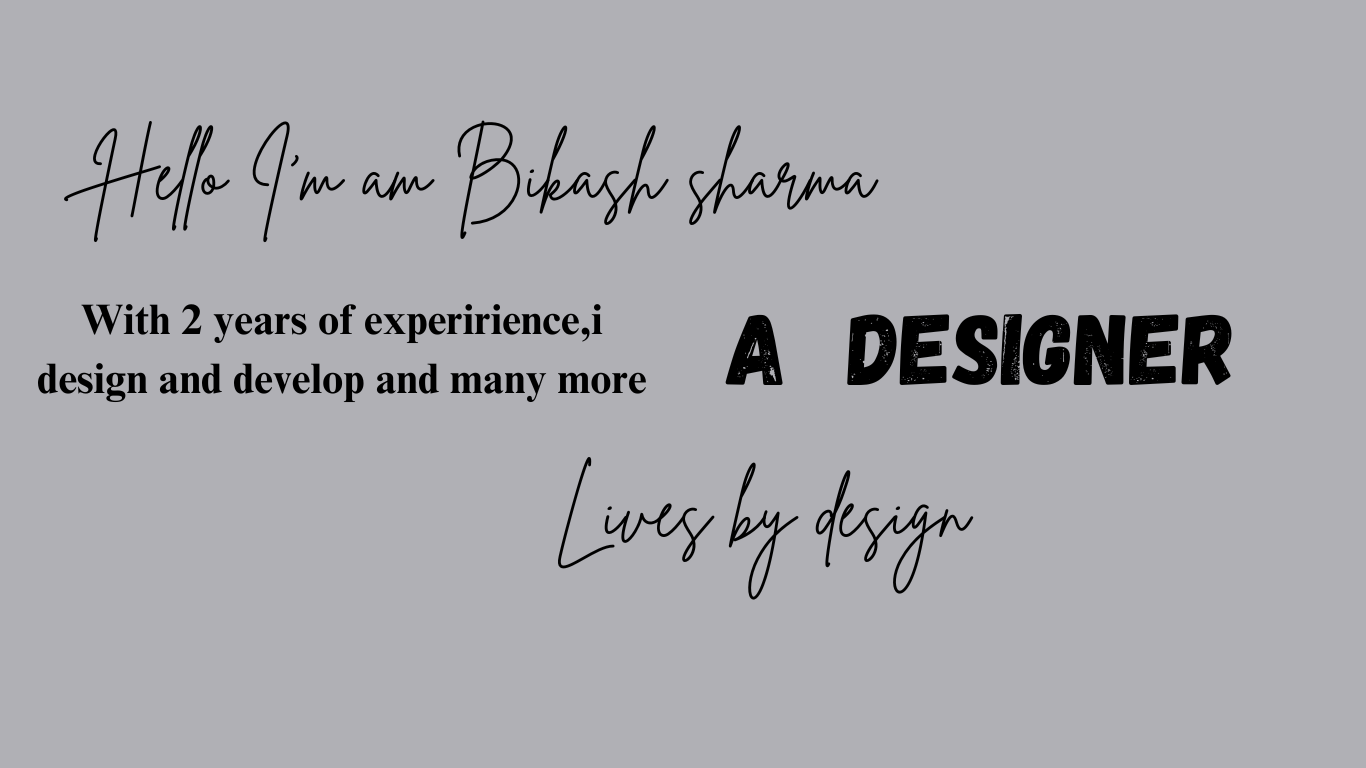 Hello I'm am Bikash sharma
With 2 years of experirience,i
design and develop and many more
A DESIGNER
Lives by design